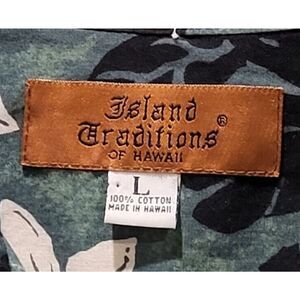 Island
Traditions®
OF HAWAII
L
100% COTTON
MADE IN HAWAII